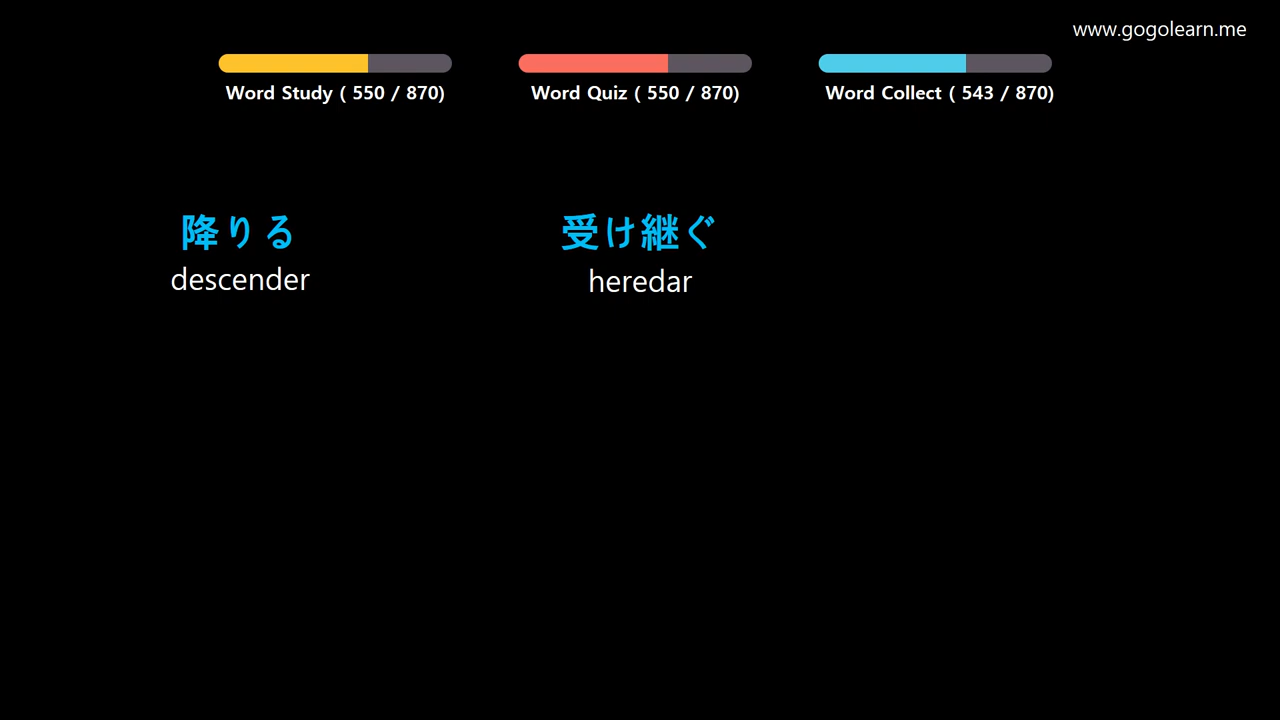 www.gogolearn.me
Word Study ( 550 / 870)
Word Quiz ( 550 / 870)
Word Collect ( 543 / 870)
降りる
descender
受け継ぐ
heredar